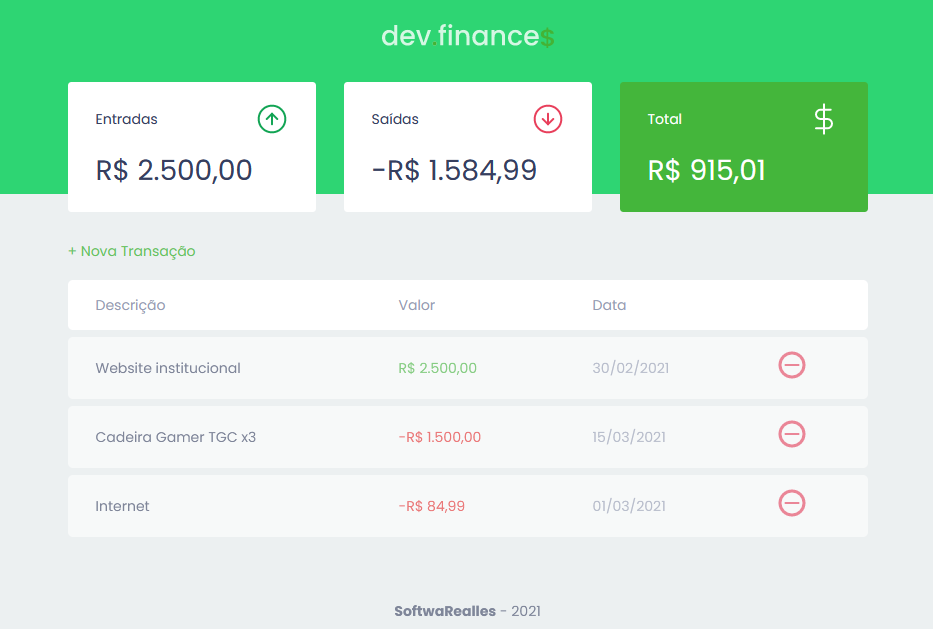 dev.finance$
Entradas
R$ 2.500,00
Saídas
-R$ 1.584,99
Total
$
R$ 915,01
+ Nova Transação
Descrição Valor Data
Website institucional R$ 2.500,00 30/02/2021
Cadeira Gamer TGC x3 -R$ 1.500,00 15/03/2021
Internet -R$ 84,99 01/03/2021
SoftwaRealles - 2021